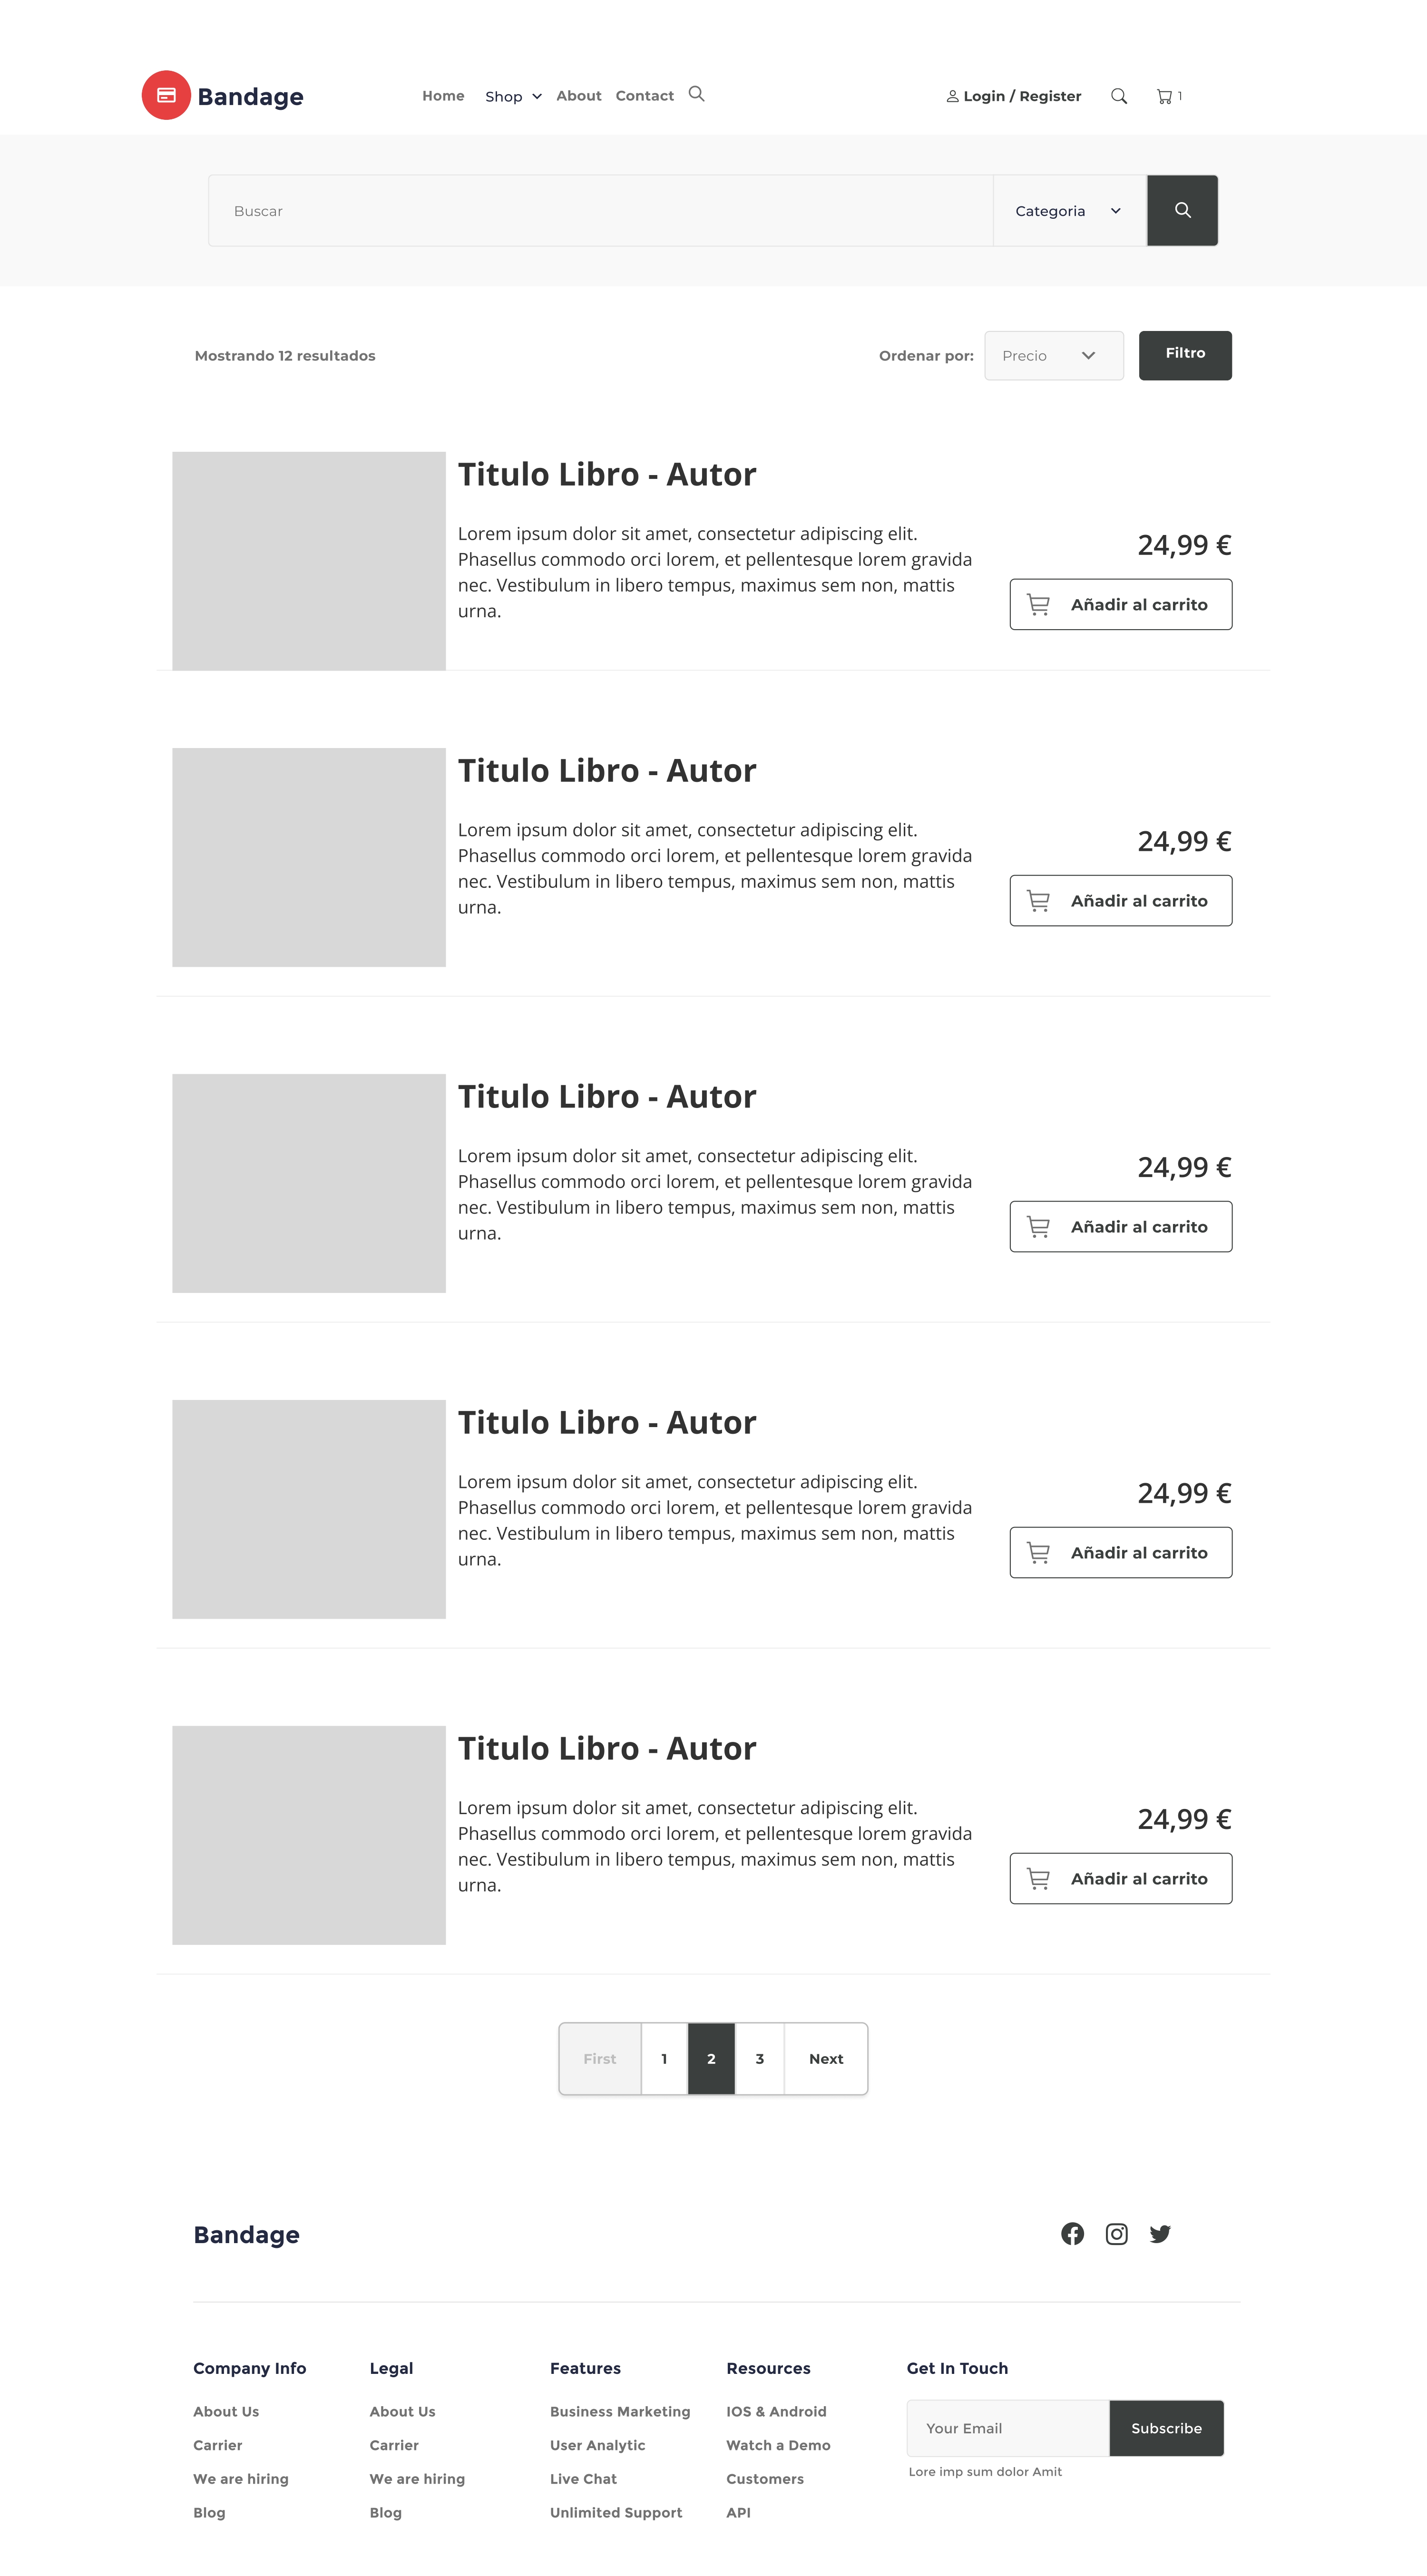 Bandage
Home Shop About Contact
Login / Register
1
Buscar
Categoria
Mostrando 12 resultados
Ordenar por:
Precio
Filtro
Titulo Libro - Autor
Lorem ipsum dolor sit amet, consectetur adipiscing elit.
Phasellus commodo orci lorem, et pellentesque lorem gravida
nec. Vestibulum in libero tempus, maximus sem non, mattis
urna.
24,99 €
Añadir al carrito
Titulo Libro - Autor
Lorem ipsum dolor sit amet, consectetur adipiscing elit.
Phasellus commodo orci lorem, et pellentesque lorem gravida
nec. Vestibulum in libero tempus, maximus sem non, mattis
urna.
24,99 €
Añadir al carrito
Titulo Libro - Autor
Lorem ipsum dolor sit amet, consectetur adipiscing elit.
Phasellus commodo orci lorem, et pellentesque lorem gravida
nec. Vestibulum in libero tempus, maximus sem non, mattis
urna.
24,99 €
Añadir al carrito
Titulo Libro - Autor
Lorem ipsum dolor sit amet, consectetur adipiscing elit.
Phasellus commodo orci lorem, et pellentesque lorem gravida
nec. Vestibulum in libero tempus, maximus sem non, mattis
urna.
24,99 €
Añadir al carrito
Titulo Libro - Autor
Lorem ipsum dolor sit amet, consectetur adipiscing elit.
Phasellus commodo orci lorem, et pellentesque lorem gravida
nec. Vestibulum in libero tempus, maximus sem non, mattis
urna.
24,99 €
Añadir al carrito
First 1 2 3 Next
Bandage
Company Info
About Us
Carrier
We are hiring
Blog
Legal
About Us
Carrier
We are hiring
Blog
Features
Business Marketing
User Analytic
Live Chat
Unlimited Support
Resources
IOS & Android
Watch a Demo
Customers
API
Get In Touch
Your Email
Subscribe
Lore imp sum dolor Amit